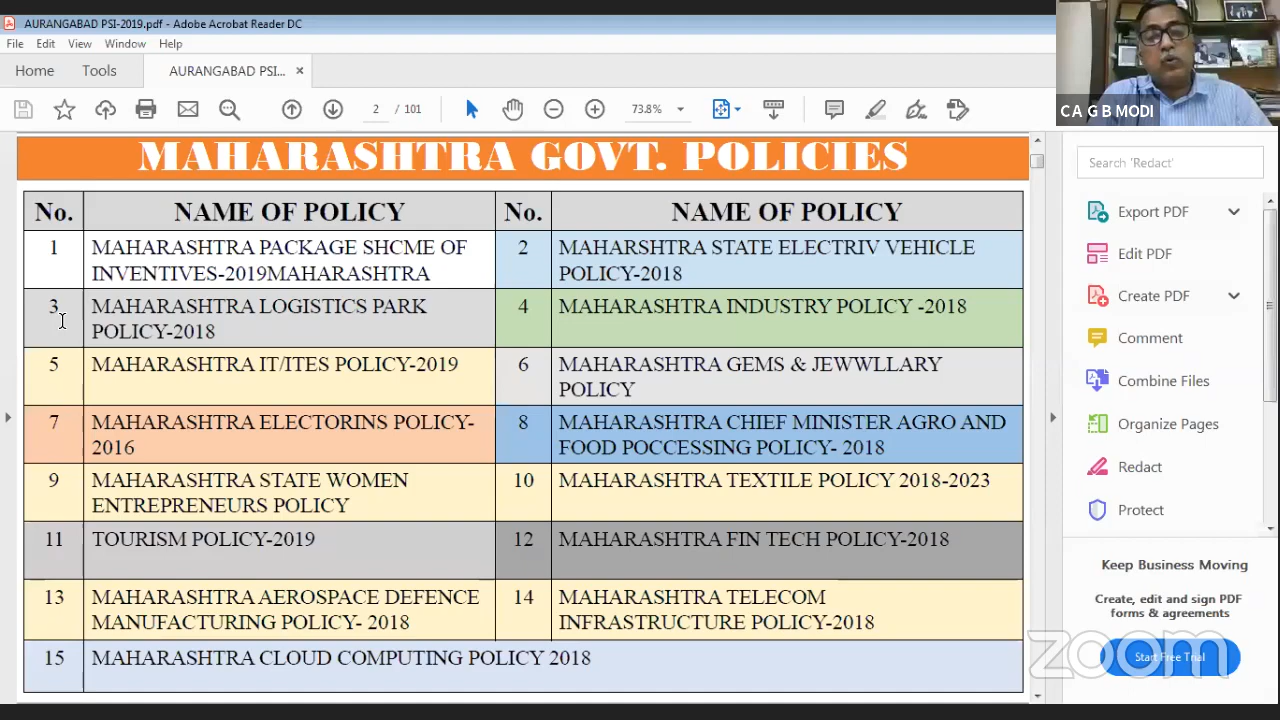 AURANGABAD PSI-2019.pdf - Adobe Acrobat Reader DC
File Edit View Window Help
Home Tools AURANGABAD PSI... ×
2 / 101 73.8%
C A G B MODI
MAHARASHTRA GOVT. POLICIES
No. NAME OF POLICY No. NAME OF POLICY
1 MAHARASHTRA PACKAGE SHCME OF INVENTIVES-2019MAHARASHTRA
2 MAHARSHTRA STATE ELECTRIV VEHICLE POLICY-2018
3 MAHARASHTRA LOGISTICS PARK POLICY-2018
4 MAHARASHTRA INDUSTRY POLICY -2018
5 MAHARASHTRA IT/ITES POLICY-2019
6 MAHARASHTRA GEMS & JEWWLLARY POLICY
7 MAHARASHTRA ELECTORINS POLICY-2016
8 MAHARASHTRA CHIEF MINISTER AGRO AND FOOD POCCESSING POLICY- 2018
9 MAHARASHTRA STATE WOMEN ENTREPRENEURS POLICY
10 MAHARASHTRA TEXTILE POLICY 2018-2023
11 TOURISM POLICY-2019
12 MAHARASHTRA FIN TECH POLICY-2018
13 MAHARASHTRA AEROSPACE DEFENCE MANUFACTURING POLICY- 2018
14 MAHARASHTRA TELECOM INFRASTRUCTURE POLICY-2018
15 MAHARASHTRA CLOUD COMPUTING POLICY 2018
Search 'Redact'
Export PDF
Edit PDF
Create PDF
Comment
Combine Files
Organize Pages
Redact
Protect
Keep Business Moving
Create, edit and sign PDF
forms & agreements
Start Free Trial
zoom